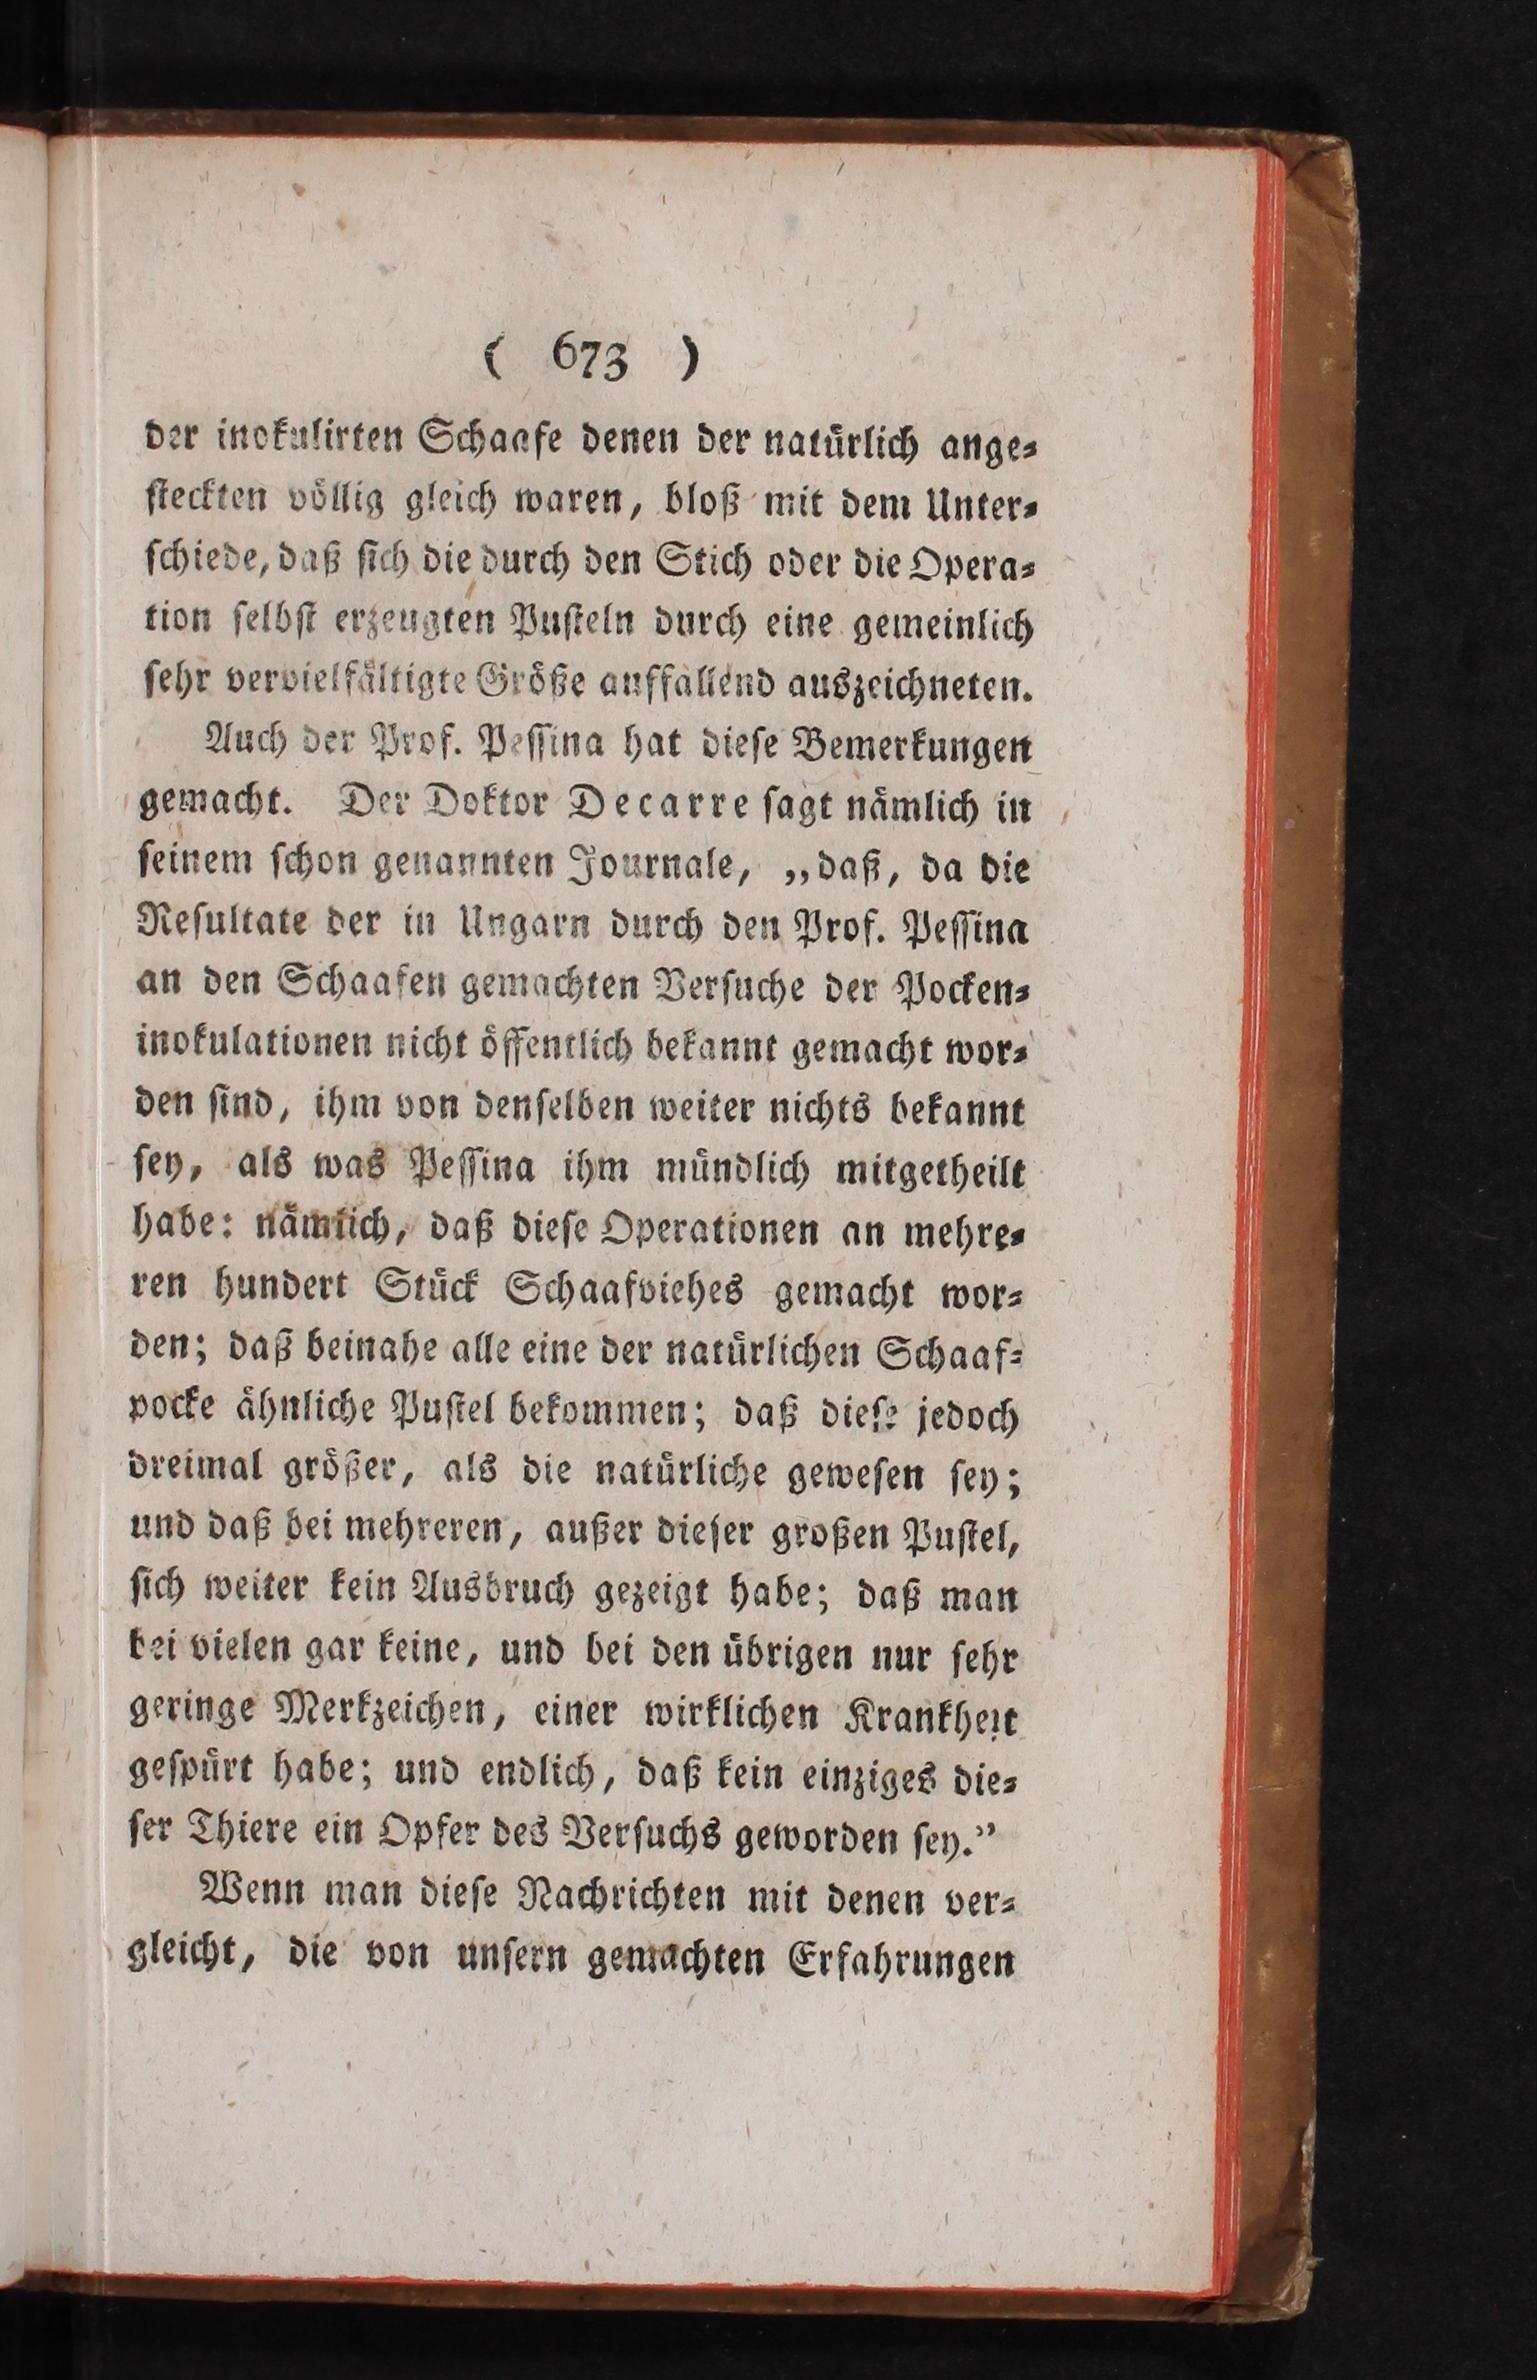 ( 673 )
der inokulirten Schaafe denen der natürlich ange⸗
ſteckten völlig gleich waren, bloß mit dem Unter⸗
ſchiede, daß ſich die durch den Stich oder die Opera⸗
tion ſelbſt erzeugten Puſteln durch eine gemeinlich
ſehr vervielfältigte Größe auffallend auszeichneten.
Auch der Prof. Peſſina hat dieſe Bemerkungen
gemacht. Der Doktor Decarre ſagt nämlich in
ſeinem ſchon genannten Journale, „daß, da die
Reſultate der in Ungarn durch den Prof. Peſſina
an den Schaafen gemachten Verſuche der Pocken⸗
inokulationen nicht öffentlich bekannt gemacht wor⸗
den ſind, ihm von denſelben weiter nichts bekannt
ſey, als was Peſſina ihm mündlich mitgetheilt
habe: nämlich, daß dieſe Operationen an mehre⸗
ren hundert Stück Schaafviehes gemacht wor⸗
den; daß beinahe alle eine der natürlichen Schaaf⸗
pocke ähnliche Puſtel bekommen; daß dieſe jedoch
dreimal größer, als die natürliche geweſen ſey;
und daß bei mehreren, außer dieſer großen Puſtel,
ſich weiter kein Ausbruch gezeigt habe; daß man
bei vielen gar keine, und bei den übrigen nur ſehr
geringe Merkzeichen, einer wirklichen Krankheit
geſpürt habe; und endlich, daß kein einziges die⸗
ſer Thiere ein Opfer des Verſuchs geworden ſey.”
Wenn man dieſe Nachrichten mit denen ver⸗
gleicht, die von unſern gemachten Erfahrungen